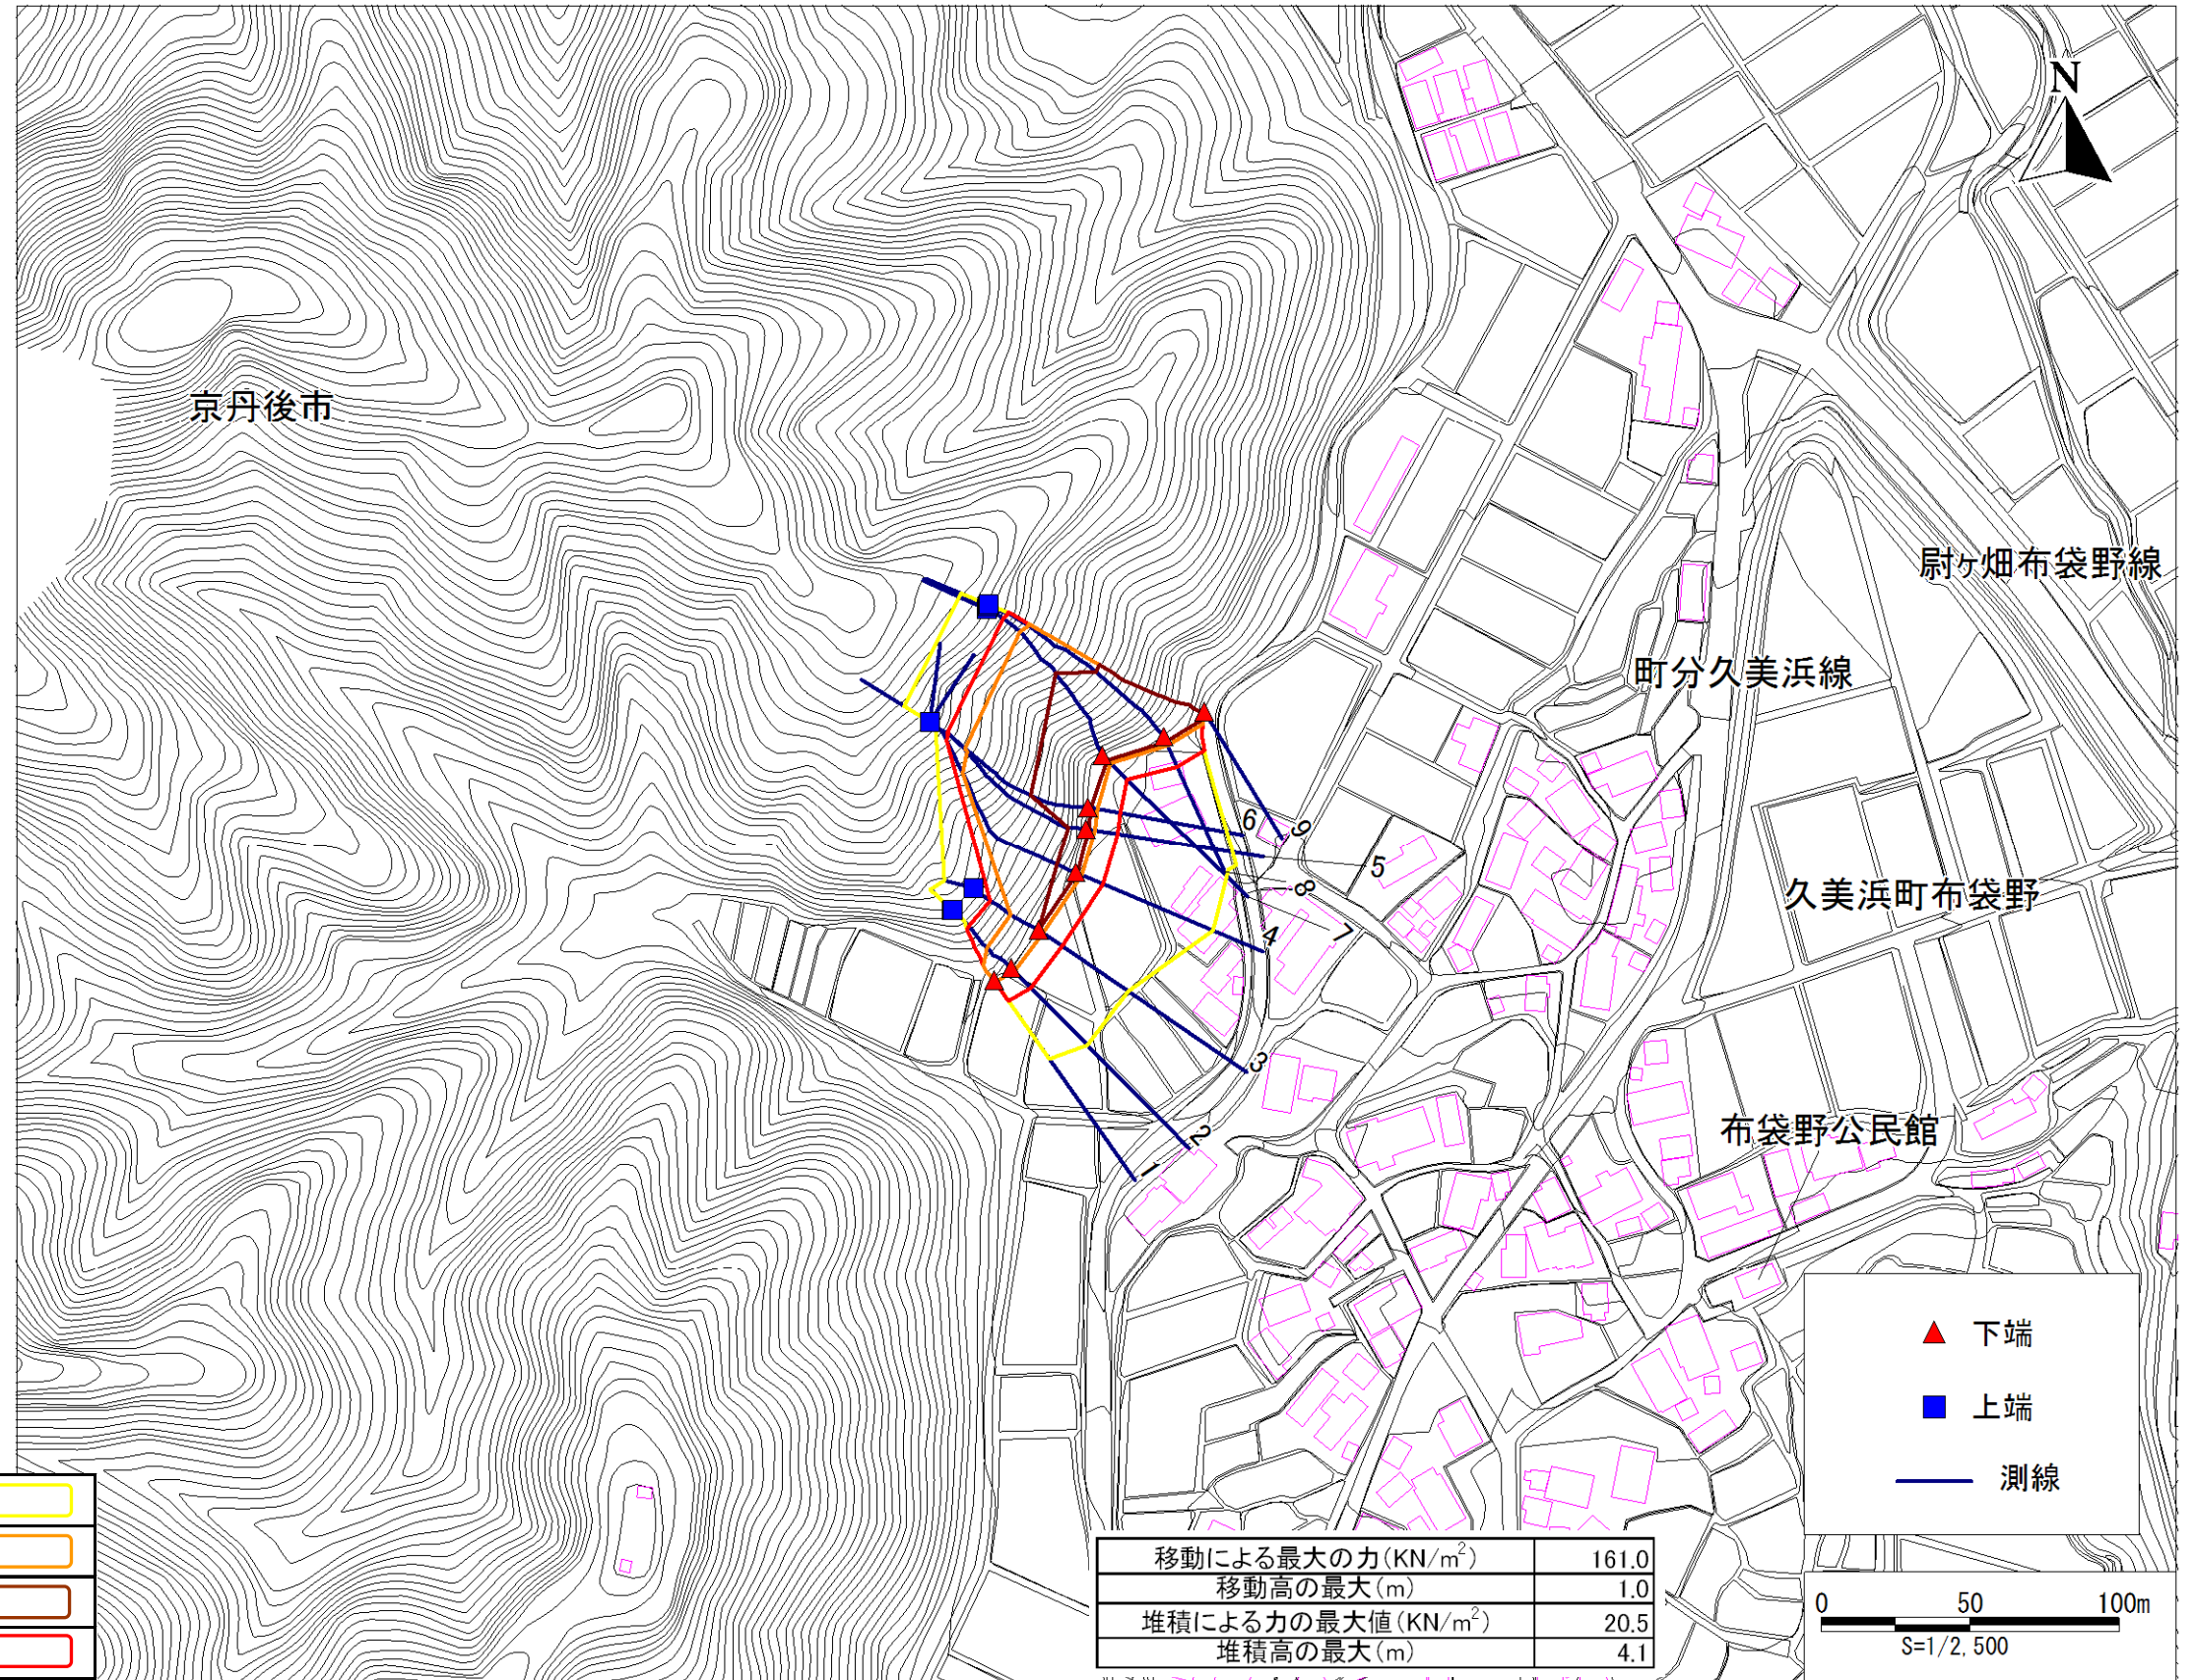 N
京丹後市
尉ヶ畑布袋野線
町分久美浜線
6
9
5
8
久美浜町布袋野
4
7
3
布袋野公民館
2
1
下端
上端
測線
移動による最大の力(KN/m²) 161.0
移動高の最大(m) 1.0
堆積による力の最大値(KN/m²) 20.5
堆積高の最大(m) 4.1
0 50 100m
S=1/2,500